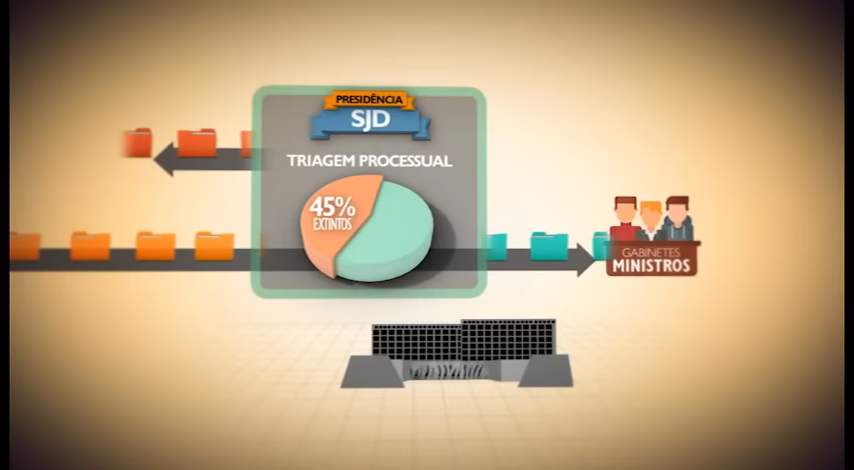 PRESIDÊNCIA
SJD
TRIAGEM PROCESSUAL
45%
EXTINTOS
GABINETES
MINISTROS